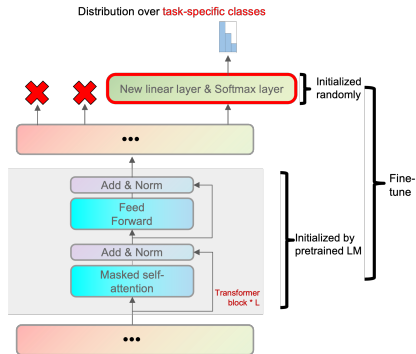 Distribution over task-specific classes
New linear layer & Softmax layer
Initialized
randomly
•••
Add & Norm
Feed
Forward
Add & Norm
Masked self-
attention
Transformer
block * L
Initialized by
pretrained LM
Fine-
tune
•••